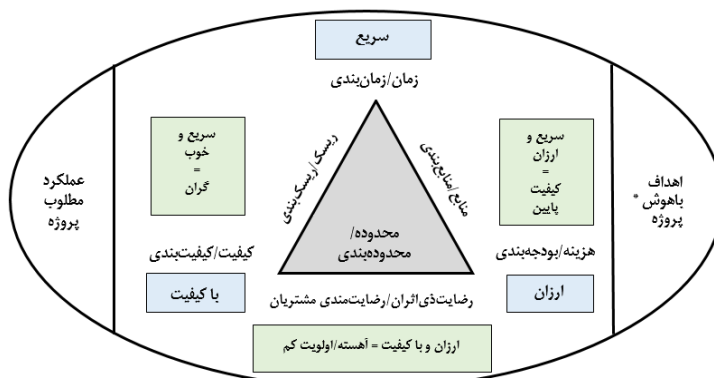 سریع
زمان/زمان‌بندی
اهداف
باهوش *
پروژه
سریع و
ارزان
=
کیفیت
پایین
منابع/منابع‌بندی
ریسک/ریسک‌بندی
سریع و
خوب
=
گران
عملکرد
مطلوب
پروژه
محدوده/
محدوده‌بندی
هزینه/بودجه‌بندی
کیفیت/کیفیت‌بندی
ارزان
با کیفیت
رضایت‌ذی‌اثران/رضایت‌مندی مشتریان
ارزان و با کیفیت = آهسته/اولویت کم